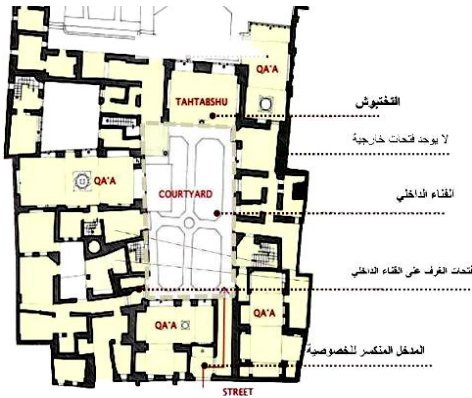 QA'A
TAHTABSHU
التختبوش
لا يوجد فتحات خارجية
QA'A
COURTYARD
الفناء الداخلي
فتحات الغرف على الفناء الداخلي
QA'A
QA'A
المدخل المنكسر للخصوصية
STREET